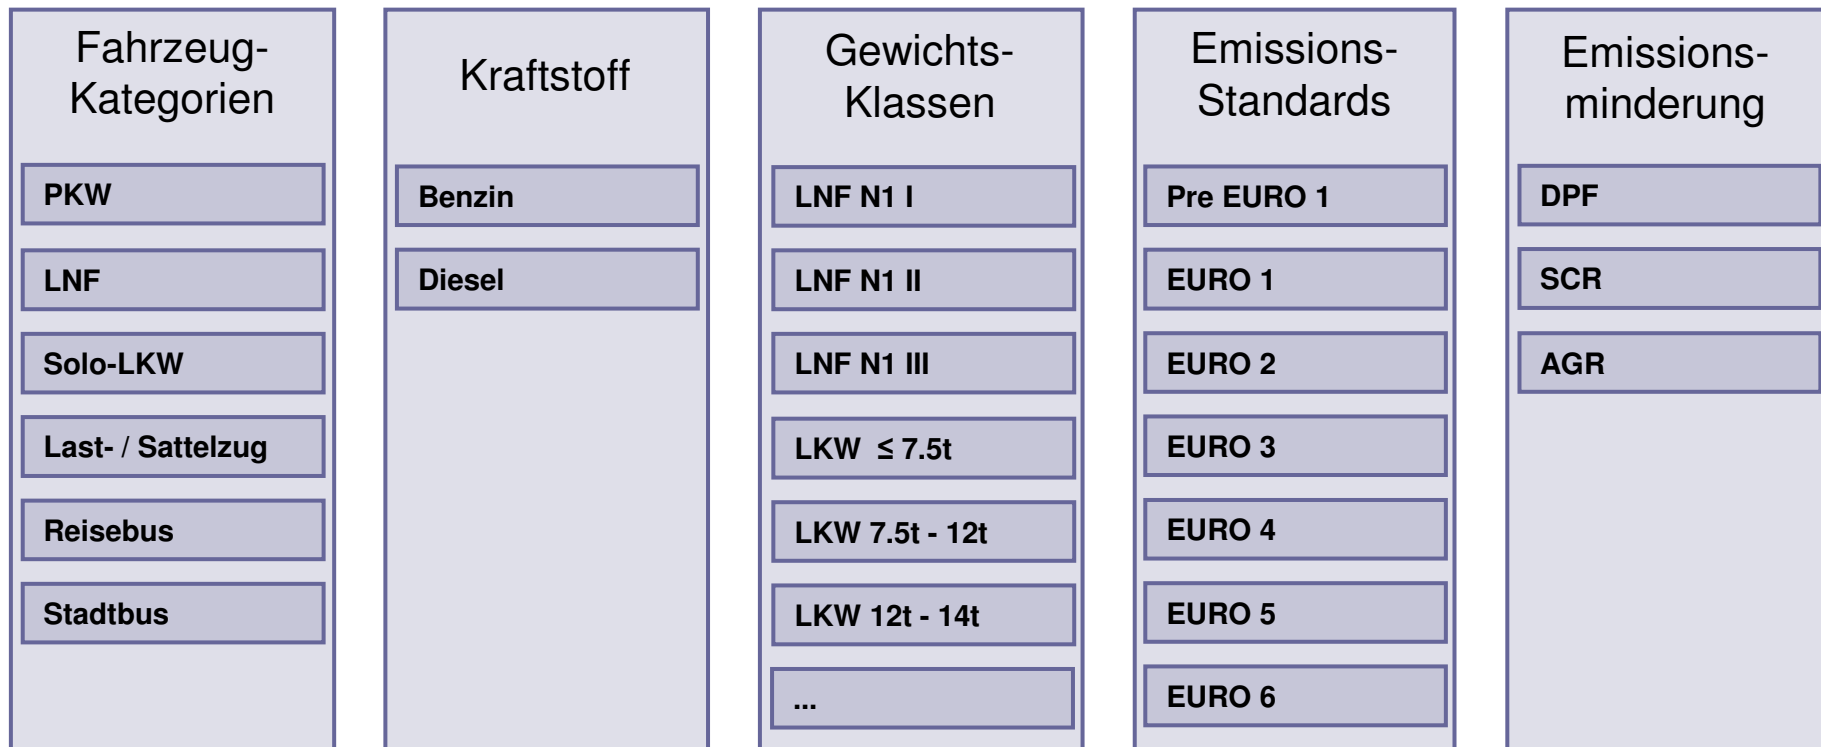 Fahrzeug-
Kategorien
PKW
LNF
Solo-LKW
Last- / Sattelzug
Reisebus
Stadtbus
Kraftstoff
Benzin
Diesel
Gewichts-
Klassen
LNF N1 I
LNF N1 II
LNF N1 III
LKW  ≤ 7.5t
LKW 7.5t - 12t
LKW 12t - 14t
...
Emissions-
Standards
Pre EURO 1
EURO 1
EURO 2
EURO 3
EURO 4
EURO 5
EURO 6
Emissions-
minderung
DPF
SCR
AGR